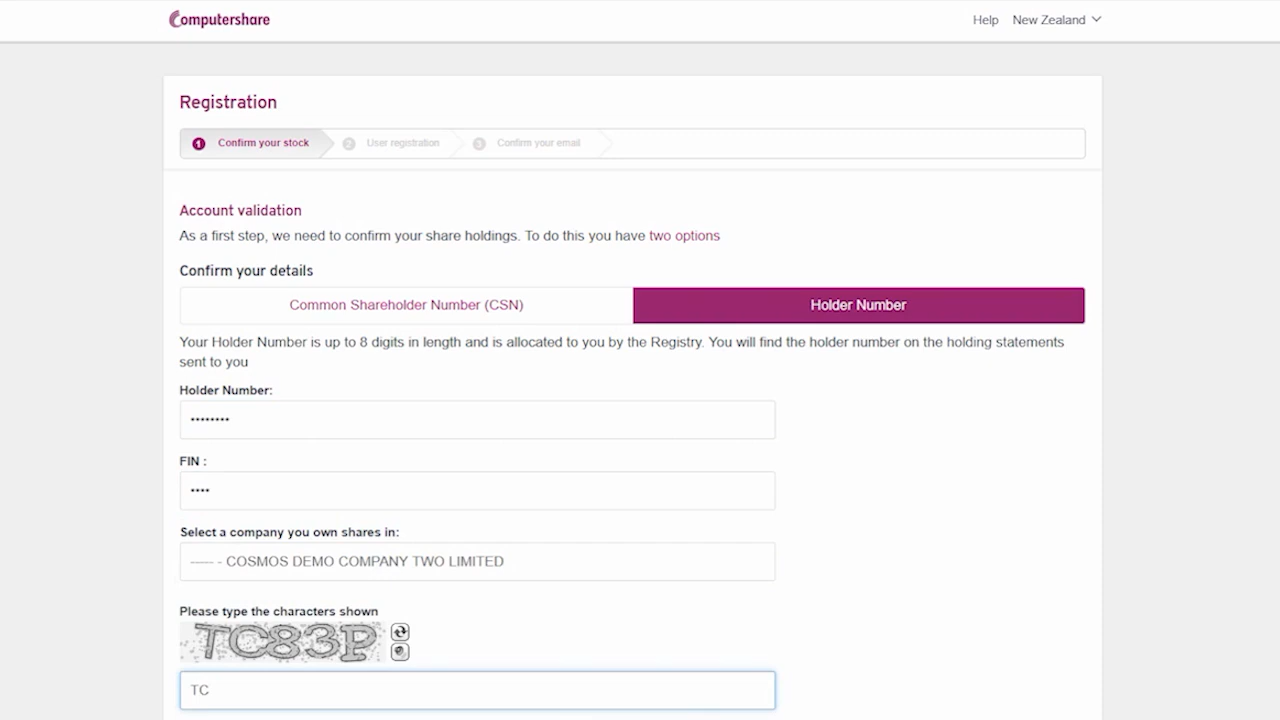 Computershare
Help New Zealand
Registration
1 Confirm your stock 2 User registration 3 Confirm your email
Account validation
As a first step, we need to confirm your share holdings. To do this you have two options
Confirm your details
Common Shareholder Number (CSN) Holder Number
Your Holder Number is up to 8 digits in length and is allocated to you by the Registry. You will find the holder number on the holding statements
sent to you
Holder Number:
••••••••
FIN :
••••
Select a company you own shares in:
----- - COSMOS DEMO COMPANY TWO LIMITED
Please type the characters shown
TC83P
TC